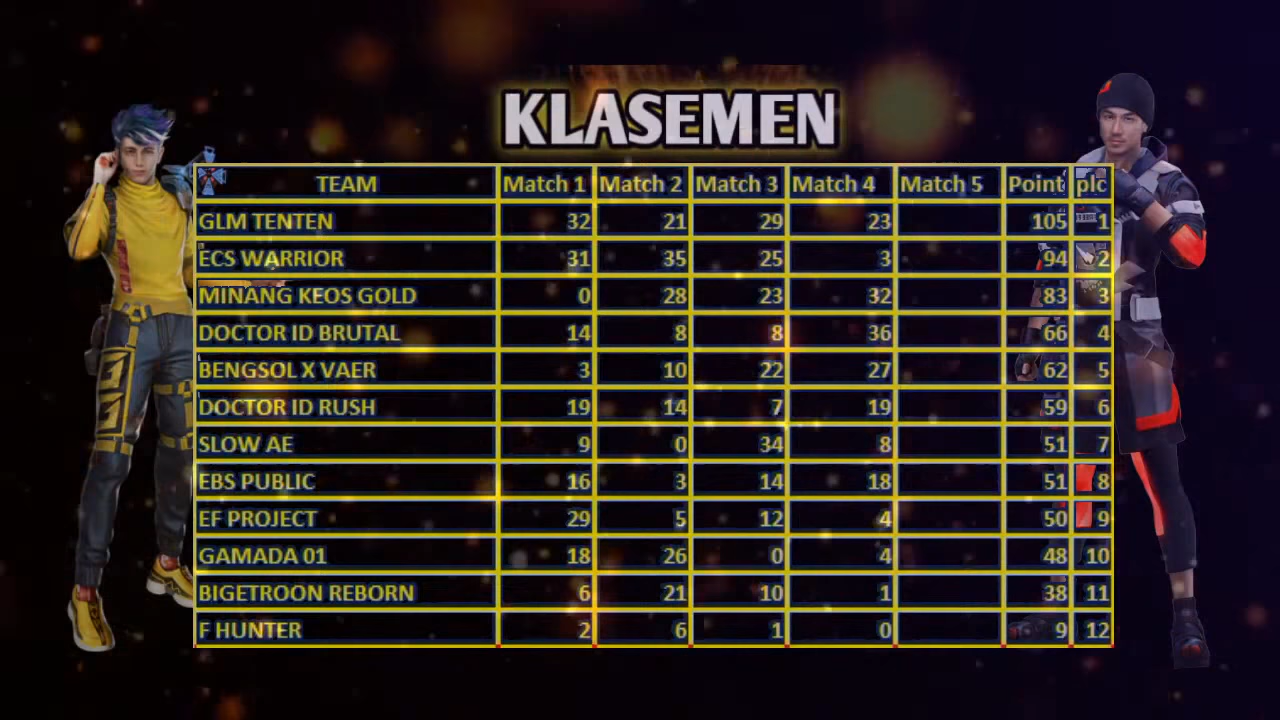 KLASEMEN
TEAM Match 1 Match 2 Match 3 Match 4 Match 5 Point plc
GLM TENTEN 32 21 29 23 105 1
ECS WARRIOR 31 35 25 3 94 2
MINANG KEOS GOLD 0 28 23 32 83 3
DOCTOR ID BRUTAL 14 8 8 36 66 4
BENGSOL X VAER 3 10 22 27 62 5
DOCTOR ID RUSH 19 14 7 19 59 6
SLOW AE 9 0 34 8 51 7
EBS PUBLIC 16 3 14 18 51 8
EF PROJECT 29 5 12 4 50 9
GAMADA 01 18 26 0 4 48 10
BIGETROON REBORN 6 21 10 1 38 11
F HUNTER 2 6 1 0 9 12